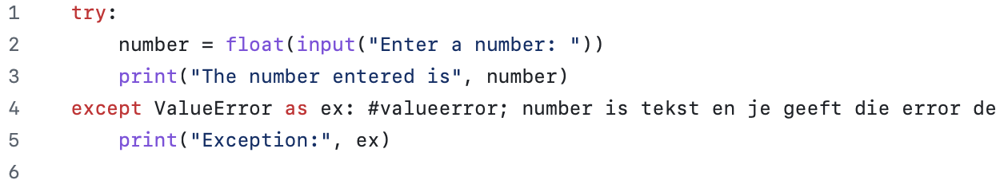 1 try:
2 number = float(input("Enter a number: "))
3 print("The number entered is", number)
4 except ValueError as ex: #valueerror; number is tekst en je geeft die error de
5 print("Exception:", ex)
6